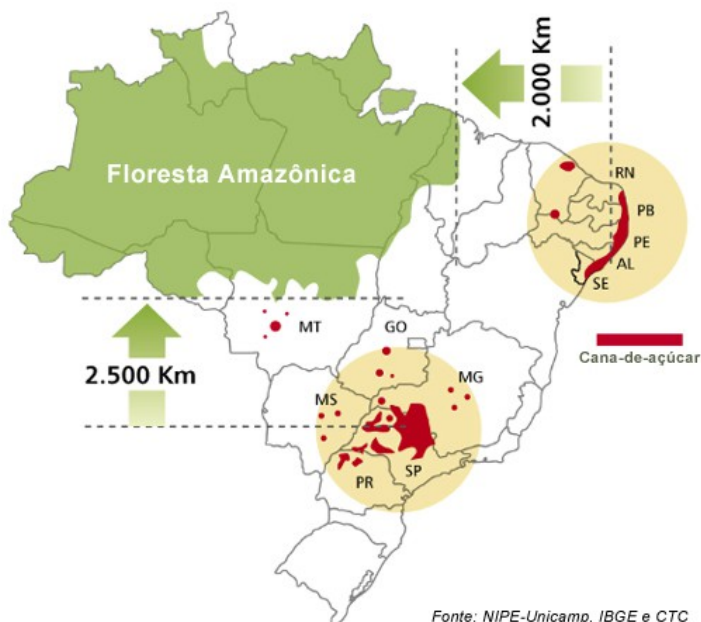 2.000 Km
Floresta Amazônica
RN
PB
PE
AL
SE
Cana-de-açúcar
MT
GO
2.500 Km
MG
MS
SP
PR
Fonte: NIPE-Unicamp, IBGE e CTC